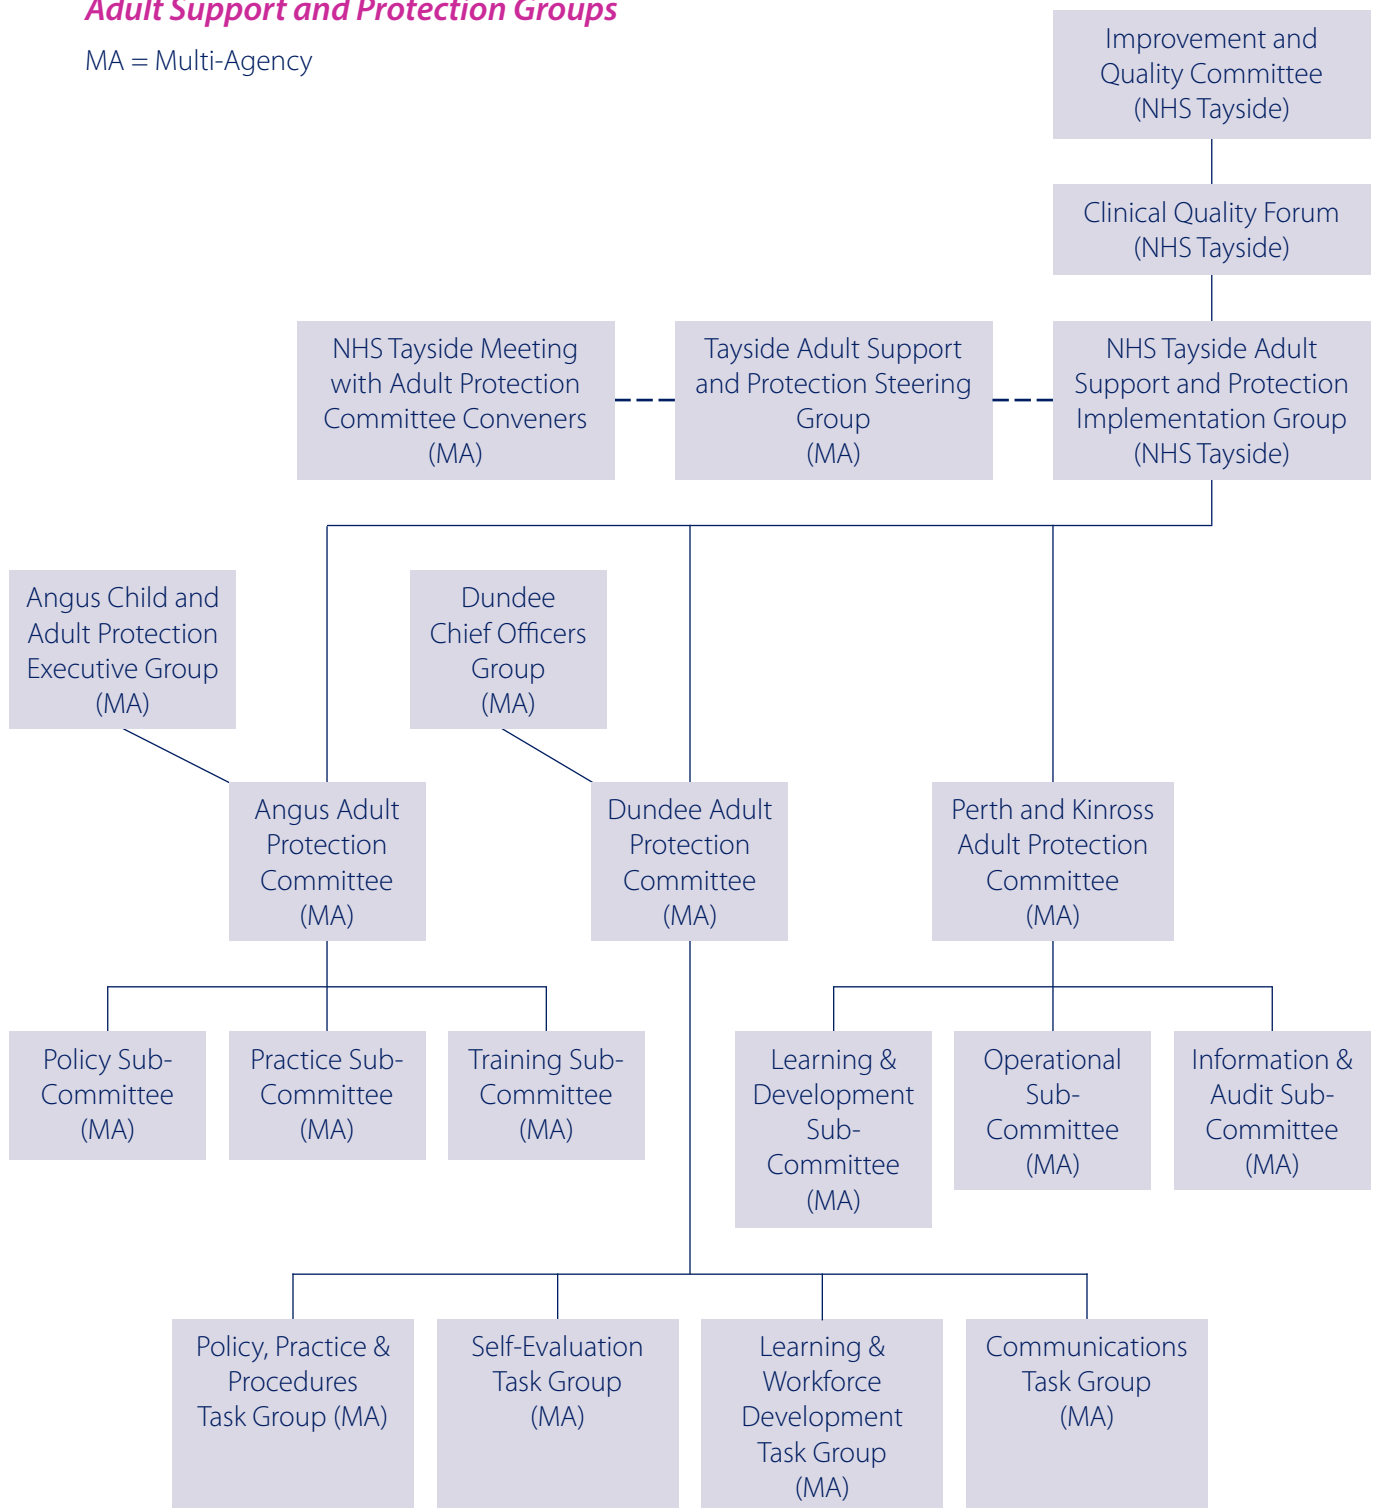 Adult Support and Protection Groups
MA = Multi-Agency
Improvement and
Quality Committee
(NHS Tayside)
Clinical Quality Forum
(NHS Tayside)
NHS Tayside Meeting
with Adult Protection
Committee Conveners
(MA)
Tayside Adult Support
and Protection Steering
Group
(MA)
NHS Tayside Adult
Support and Protection
Implementation Group
(NHS Tayside)
Angus Child and
Adult Protection
Executive Group
(MA)
Dundee
Chief Officers
Group
(MA)
Angus Adult
Protection
Committee
(MA)
Dundee Adult
Protection
Committee
(MA)
Perth and Kinross
Adult Protection
Committee
(MA)
Policy Sub-
Committee
(MA)
Practice Sub-
Committee
(MA)
Training Sub-
Committee
(MA)
Learning &
Development
Sub-
Committee
(MA)
Operational
Sub-
Committee
(MA)
Information &
Audit Sub-
Committee
(MA)
Policy, Practice &
Procedures
Task Group (MA)
Self-Evaluation
Task Group
(MA)
Learning &
Workforce
Development
Task Group
(MA)
Communications
Task Group
(MA)